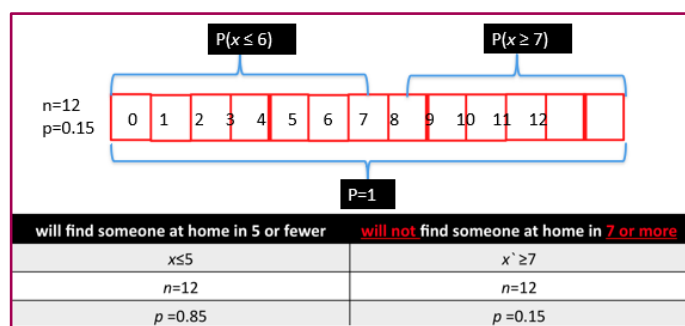 P(x ≤ 6) P(x ≥ 7)
n=12
p=0.15
0 1 2 3 4 5 6 7 8 9 10 11 12
P=1
will find someone at home in 5 or fewer will not find someone at home in 7 or more
x≤5 x`≥7
n=12 n=12
p =0.85 p =0.15